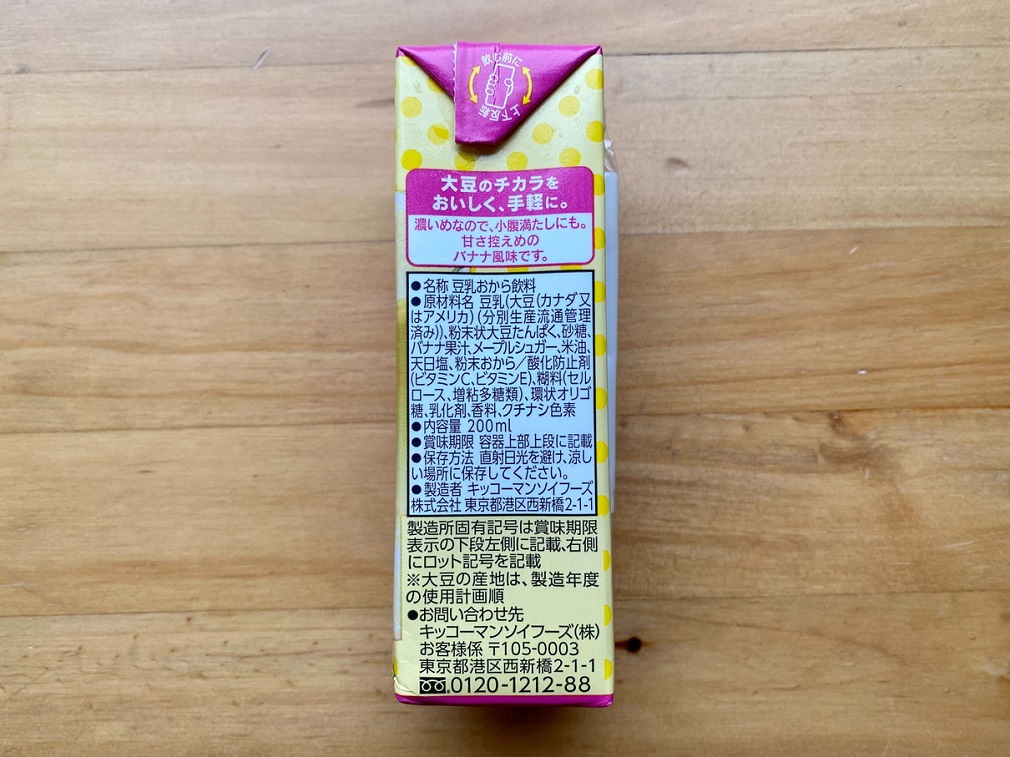 飲む前に
上下反転
大豆のチカラを
おいしく、手軽に。
濃いめなので、小腹満たしにも。
甘さ控えめの
バナナ風味です。
●名称 豆乳おから飲料
●原材料名 豆乳(大豆(カナダ又
はアメリカ)(分別生産流通管理
済み))、粉末状大豆たんぱく、砂糖、
バナナ果汁、メープルシュガー、米油、
天日塩、粉末おから/酸化防止剤
(ビタミンC、ビタミンE)、糊料(セル
ロース、増粘多糖類)、環状オリゴ
糖、乳化剤、香料、クチナシ色素
●内容量 200ml
●賞味期限 容器上部上段に記載
●保存方法 直射日光を避け、涼し
い場所に保存してください。
●製造者 キッコーマンソイフーズ
株式会社 東京都港区西新橋2-1-1
製造所固有記号は賞味期限
表示の下段左側に記載、右側
にロット記号を記載
※大豆の産地は、製造年度
の使用計画順
●お問い合わせ先
キッコーマンソイフーズ(株)
お客様係 〒105-0003
東京都港区西新橋2-1-1
0120-1212-88